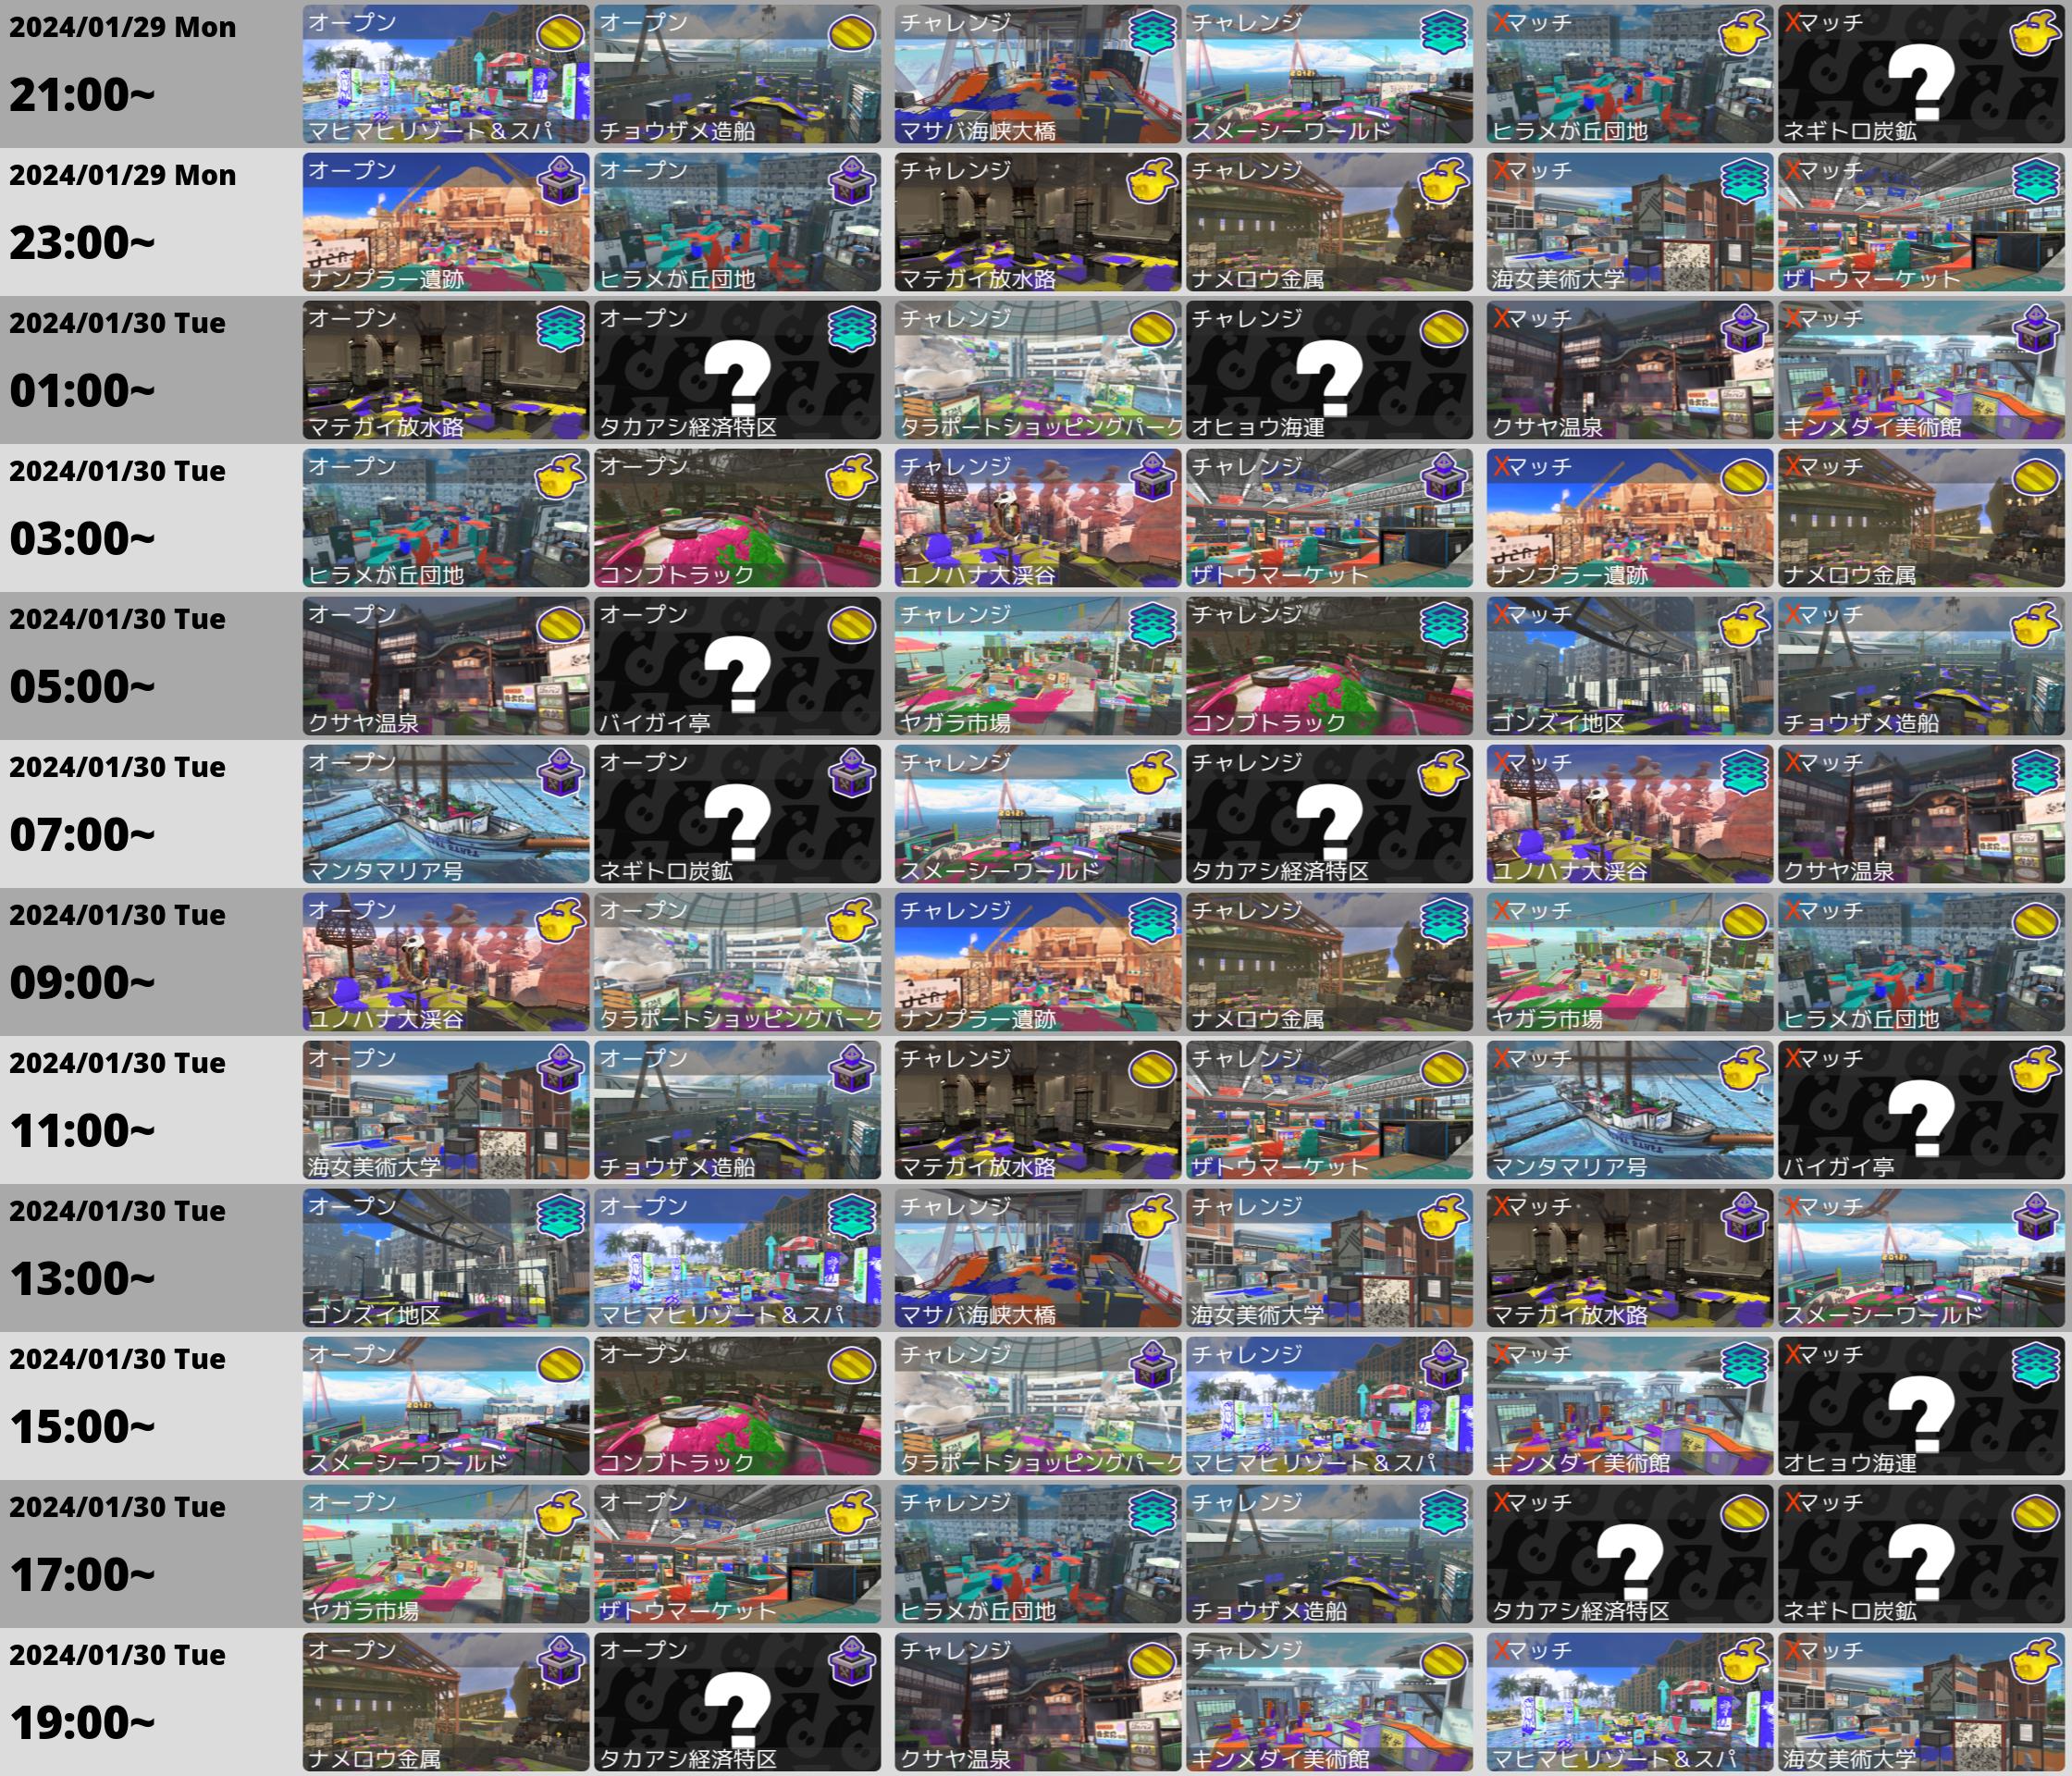 2024/01/29 Mon
21:00~
オープン
マヒマヒリゾート＆スパ
オープン
チョウザメ造船
チャレンジ
マサバ海峡大橋
チャレンジ
スメーシーワールド
Xマッチ
ヒラメが丘団地
Xマッチ
?
ネギトロ炭鉱
2024/01/29 Mon
23:00~
オープン
ナンプラー遺跡
オープン
ヒラメが丘団地
チャレンジ
マテガイ放水路
チャレンジ
ナメロウ金属
Xマッチ
海女美術大学
Xマッチ
ザトウマーケット
2024/01/30 Tue
01:00~
オープン
マテガイ放水路
オープン
?
タカアシ経済特区
チャレンジ
タラポートショッピングパーク
チャレンジ
?
オヒョウ海運
Xマッチ
クサヤ温泉
Xマッチ
キンメダイ美術館
2024/01/30 Tue
03:00~
オープン
ヒラメが丘団地
オープン
コンブトラック
チャレンジ
ユノハナ大渓谷
チャレンジ
ザトウマーケット
Xマッチ
ナンプラー遺跡
Xマッチ
ナメロウ金属
2024/01/30 Tue
05:00~
オープン
クサヤ温泉
オープン
?
バイガイ亭
チャレンジ
ヤガラ市場
チャレンジ
コンブトラック
Xマッチ
ゴンズイ地区
Xマッチ
チョウザメ造船
2024/01/30 Tue
07:00~
オープン
マンタマリア号
オープン
?
ネギトロ炭鉱
チャレンジ
スメーシーワールド
チャレンジ
?
タカアシ経済特区
Xマッチ
ユノハナ大渓谷
Xマッチ
クサヤ温泉
2024/01/30 Tue
09:00~
オープン
ユノハナ大渓谷
オープン
タラポートショッピングパーク
チャレンジ
ナンプラー遺跡
チャレンジ
ナメロウ金属
Xマッチ
ヤガラ市場
Xマッチ
ヒラメが丘団地
2024/01/30 Tue
11:00~
オープン
海女美術大学
オープン
チョウザメ造船
チャレンジ
マテガイ放水路
チャレンジ
ザトウマーケット
Xマッチ
マンタマリア号
Xマッチ
?
バイガイ亭
2024/01/30 Tue
13:00~
オープン
ゴンズイ地区
オープン
マヒマヒリゾート＆スパ
チャレンジ
マサバ海峡大橋
チャレンジ
海女美術大学
Xマッチ
マテガイ放水路
Xマッチ
スメーシーワールド
2024/01/30 Tue
15:00~
オープン
スメーシーワールド
オープン
コンブトラック
チャレンジ
タラポートショッピングパーク
チャレンジ
マヒマヒリゾート＆スパ
Xマッチ
キンメダイ美術館
Xマッチ
?
オヒョウ海運
2024/01/30 Tue
17:00~
オープン
ヤガラ市場
オープン
ザトウマーケット
チャレンジ
ヒラメが丘団地
チャレンジ
チョウザメ造船
Xマッチ
?
タカアシ経済特区
Xマッチ
?
ネギトロ炭鉱
2024/01/30 Tue
19:00~
オープン
ナメロウ金属
オープン
?
タカアシ経済特区
チャレンジ
クサヤ温泉
チャレンジ
キンメダイ美術館
Xマッチ
マヒマヒリゾート＆スパ
Xマッチ
海女美術大学